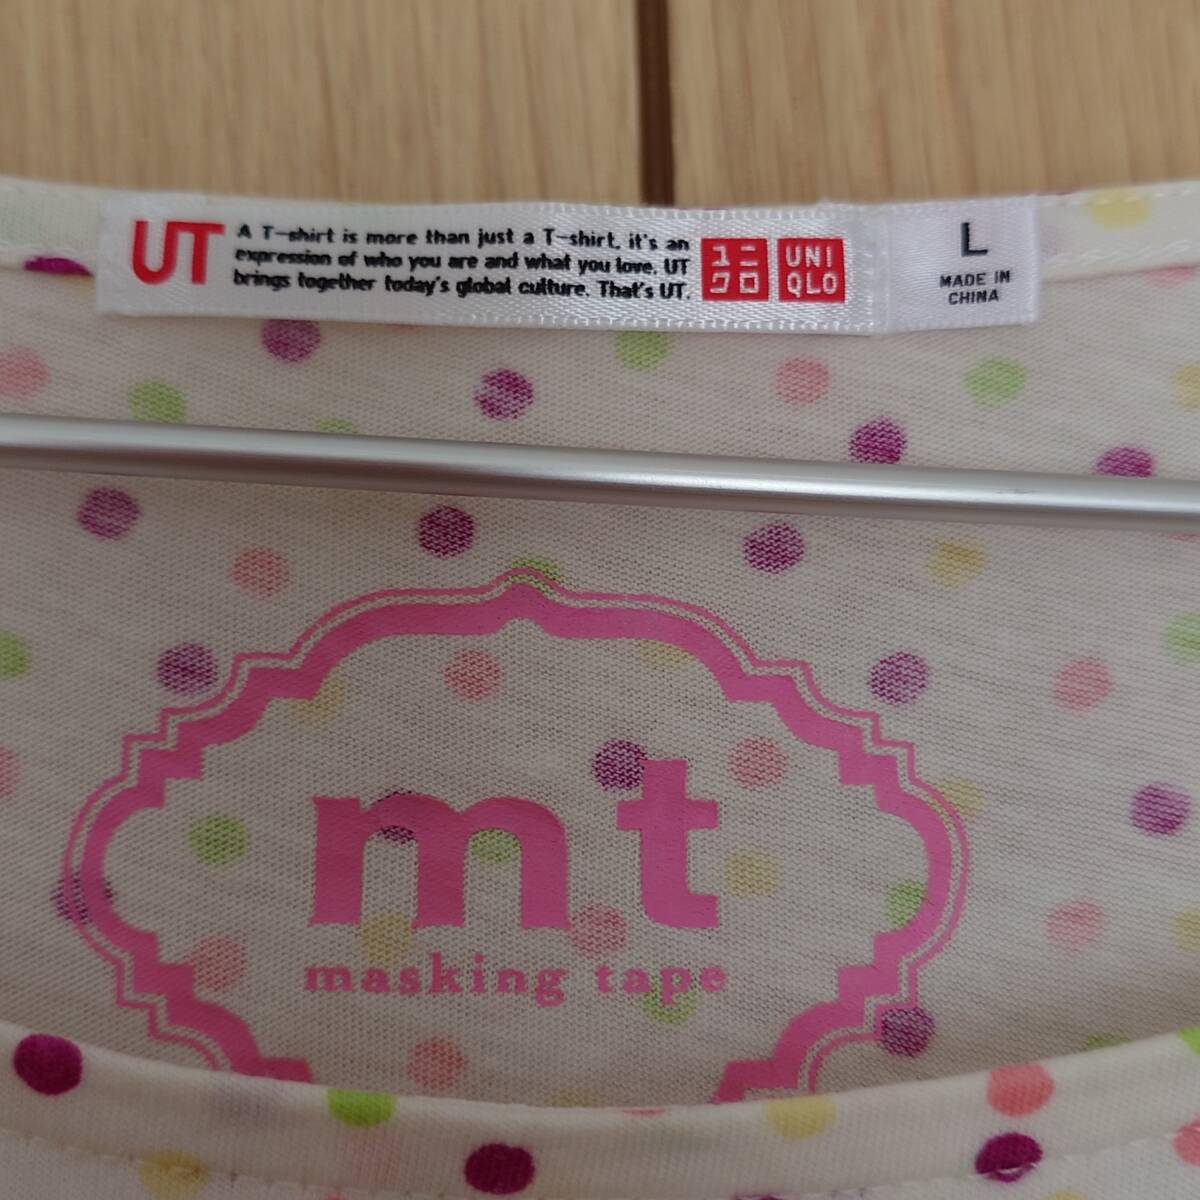 UT
A T-shirt is more than just a T-shirt, it's an
expression of who you are and what you love. UT
brings together today's global culture. That's UT.
ユニ
クロ
UNI
QLO
L
MADE IN
CHINA
mt
masking tape